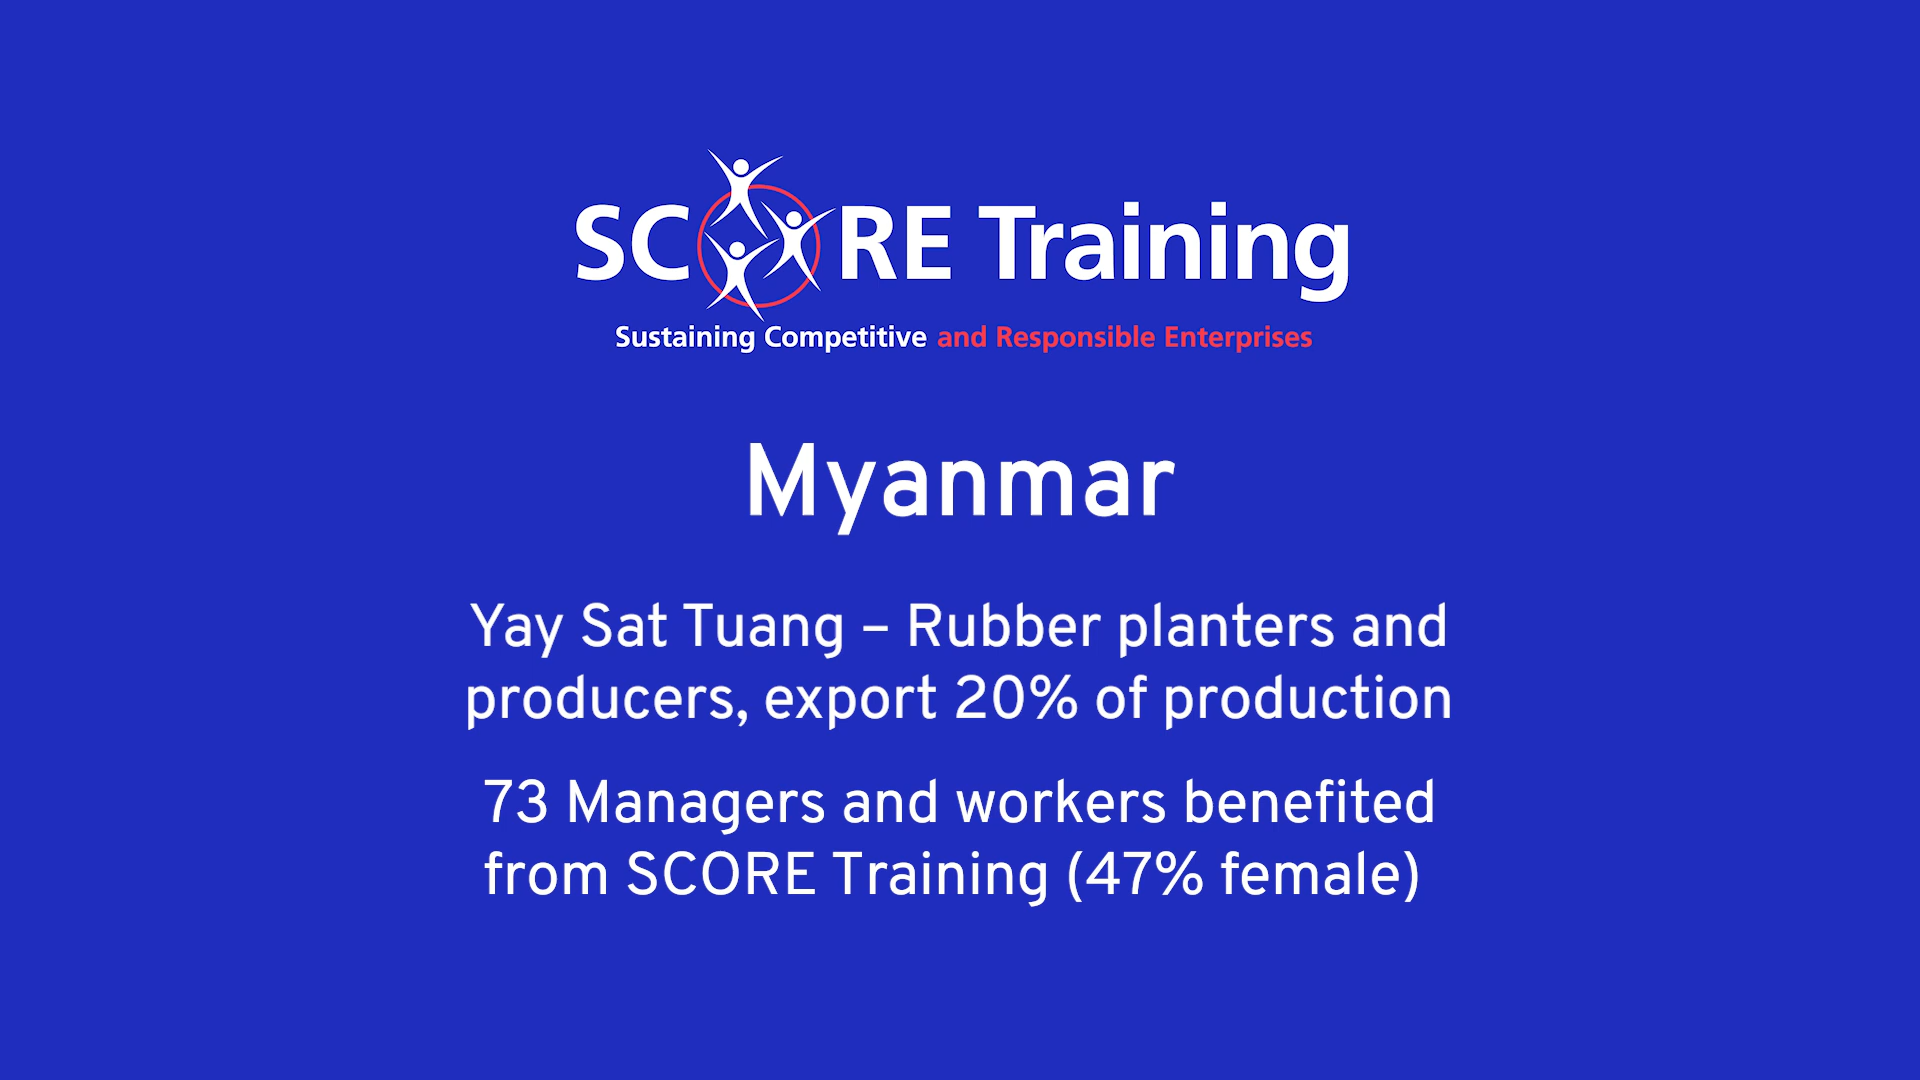 SCORE Training
Sustaining Competitive and Responsible Enterprises
Myanmar
Yay Sat Tuang – Rubber planters and
producers, export 20% of production
73 Managers and workers benefited
from SCORE Training (47% female)